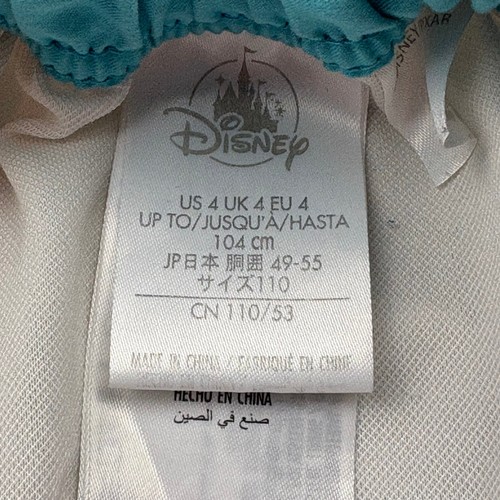 DISNEY/PIXAR
Disney
US 4 UK 4 EU 4
UP TO/JUSQU'À/HASTA
104 cm
JP日本 胴囲 49-55
サイズ110
CN 110/53
MADE IN CHINA / FABRIQUÉ EN CHINE
HECHO EN CHINA
صنع في الصين